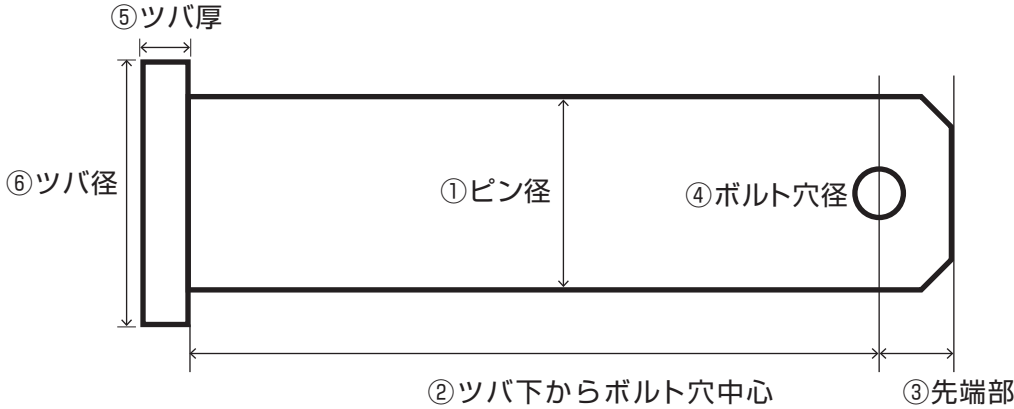 ⑤ツバ厚
⑥ツバ径
①ピン径
④ボルト穴径
②ツバ下からボルト穴中心
③先端部